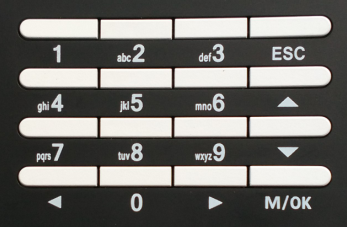 1 abc2 def3 ESC
ghi4 jkl5 mno6 ▲
pqrs7 tuv8 wxyz9 ▼
◀ 0 ▶ M/OK